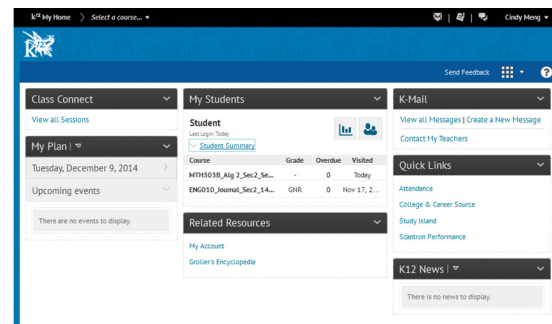 k¹² My Home
Select a course...
Cindy Meng
Send Feedback
Class Connect
View all Sessions
My Plan
Tuesday, December 9, 2014
Upcoming events
There are no events to display.
My Students
Student
Last Login: Today
Student Summary
Course Grade Overdue Visited
MTH303B_Alg 2_Sec2_Se... - 0 Today
ENG010_Journal_Sec2_14... GNR 0 Nov 17, 2...
Related Resources
My Account
Grolier's Encyclopedia
K-Mail
View all Messages | Create a New Message
Contact My Teachers
Quick Links
Attendance
College & Career Source
Study Island
Scantron Performance
K12 News
There is no news to display.